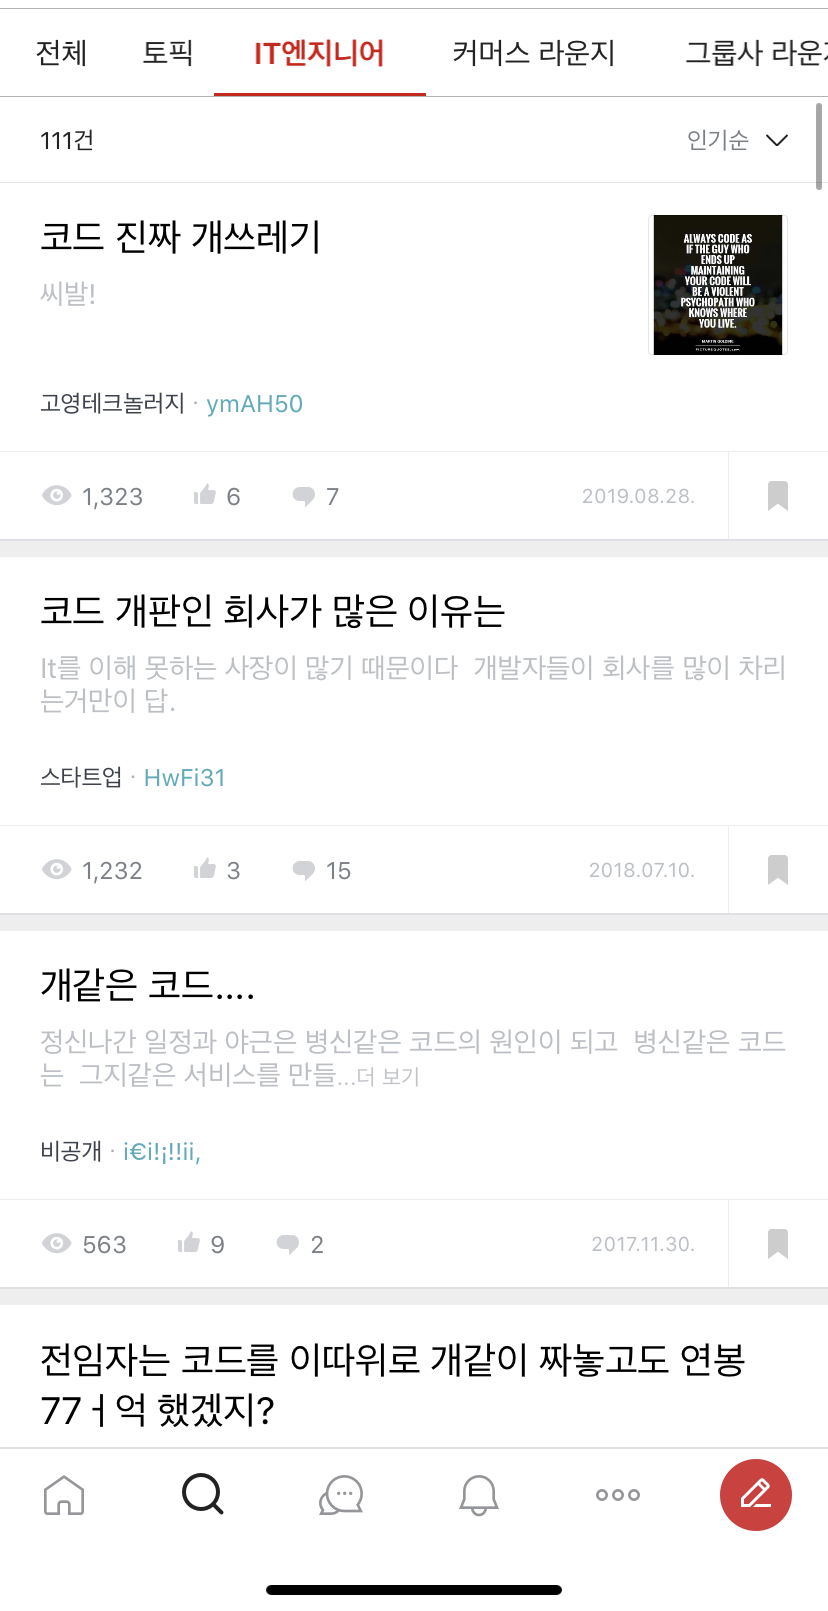 전체 토픽 IT엔지니어 커머스 라운지 그룹사 라운지
111건 인기순
코드 진짜 개쓰레기
씨발!
ALWAYS CODE AS
IF THE GUY WHO
ENDS UP
MAINTAINING
YOUR CODE WILL
BE A VIOLENT
PSYCHOPATH WHO
KNOWS WHERE
YOU LIVE.
MARTIN GOLDING
PICTUREQUOTES.com
고영테크놀러지 · ymAH50
1,323 6 7 2019.08.28.
코드 개판인 회사가 많은 이유는
It를 이해 못하는 사장이 많기 때문이다 개발자들이 회사를 많이 차리
는거만이 답.
스타트업 · HwFi31
1,232 3 15 2018.07.10.
개같은 코드....
정신나간 일정과 야근은 병신같은 코드의 원인이 되고 병신같은 코드
는 그지같은 서비스를 만들...더 보기
비공개 · i€i!¡!!ii,
563 9 2 2017.11.30.
전임자는 코드를 이따위로 개같이 짜놓고도 연봉
77ㅓ억 했겠지?